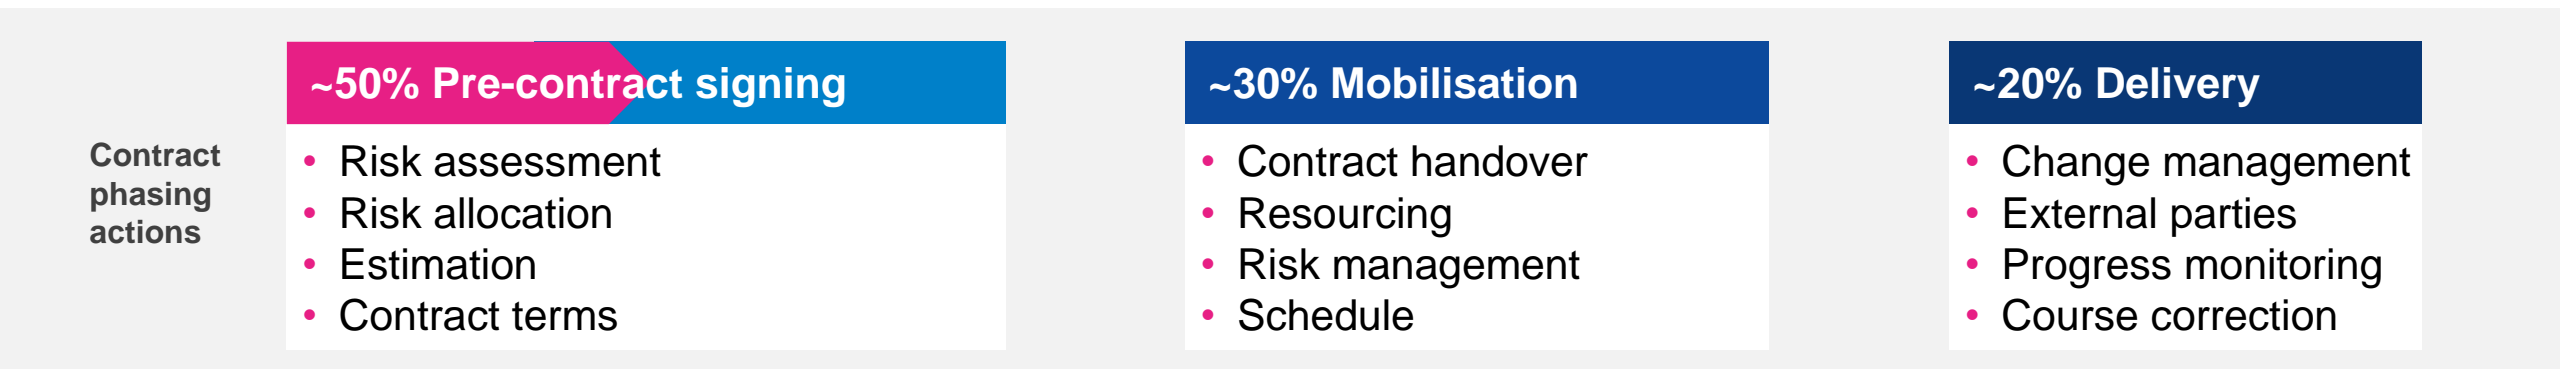 Contract
phasing
actions
~50% Pre-contract signing
• Risk assessment
• Risk allocation
• Estimation
• Contract terms
~30% Mobilisation
• Contract handover
• Resourcing
• Risk management
• Schedule
~20% Delivery
• Change management
• External parties
• Progress monitoring
• Course correction